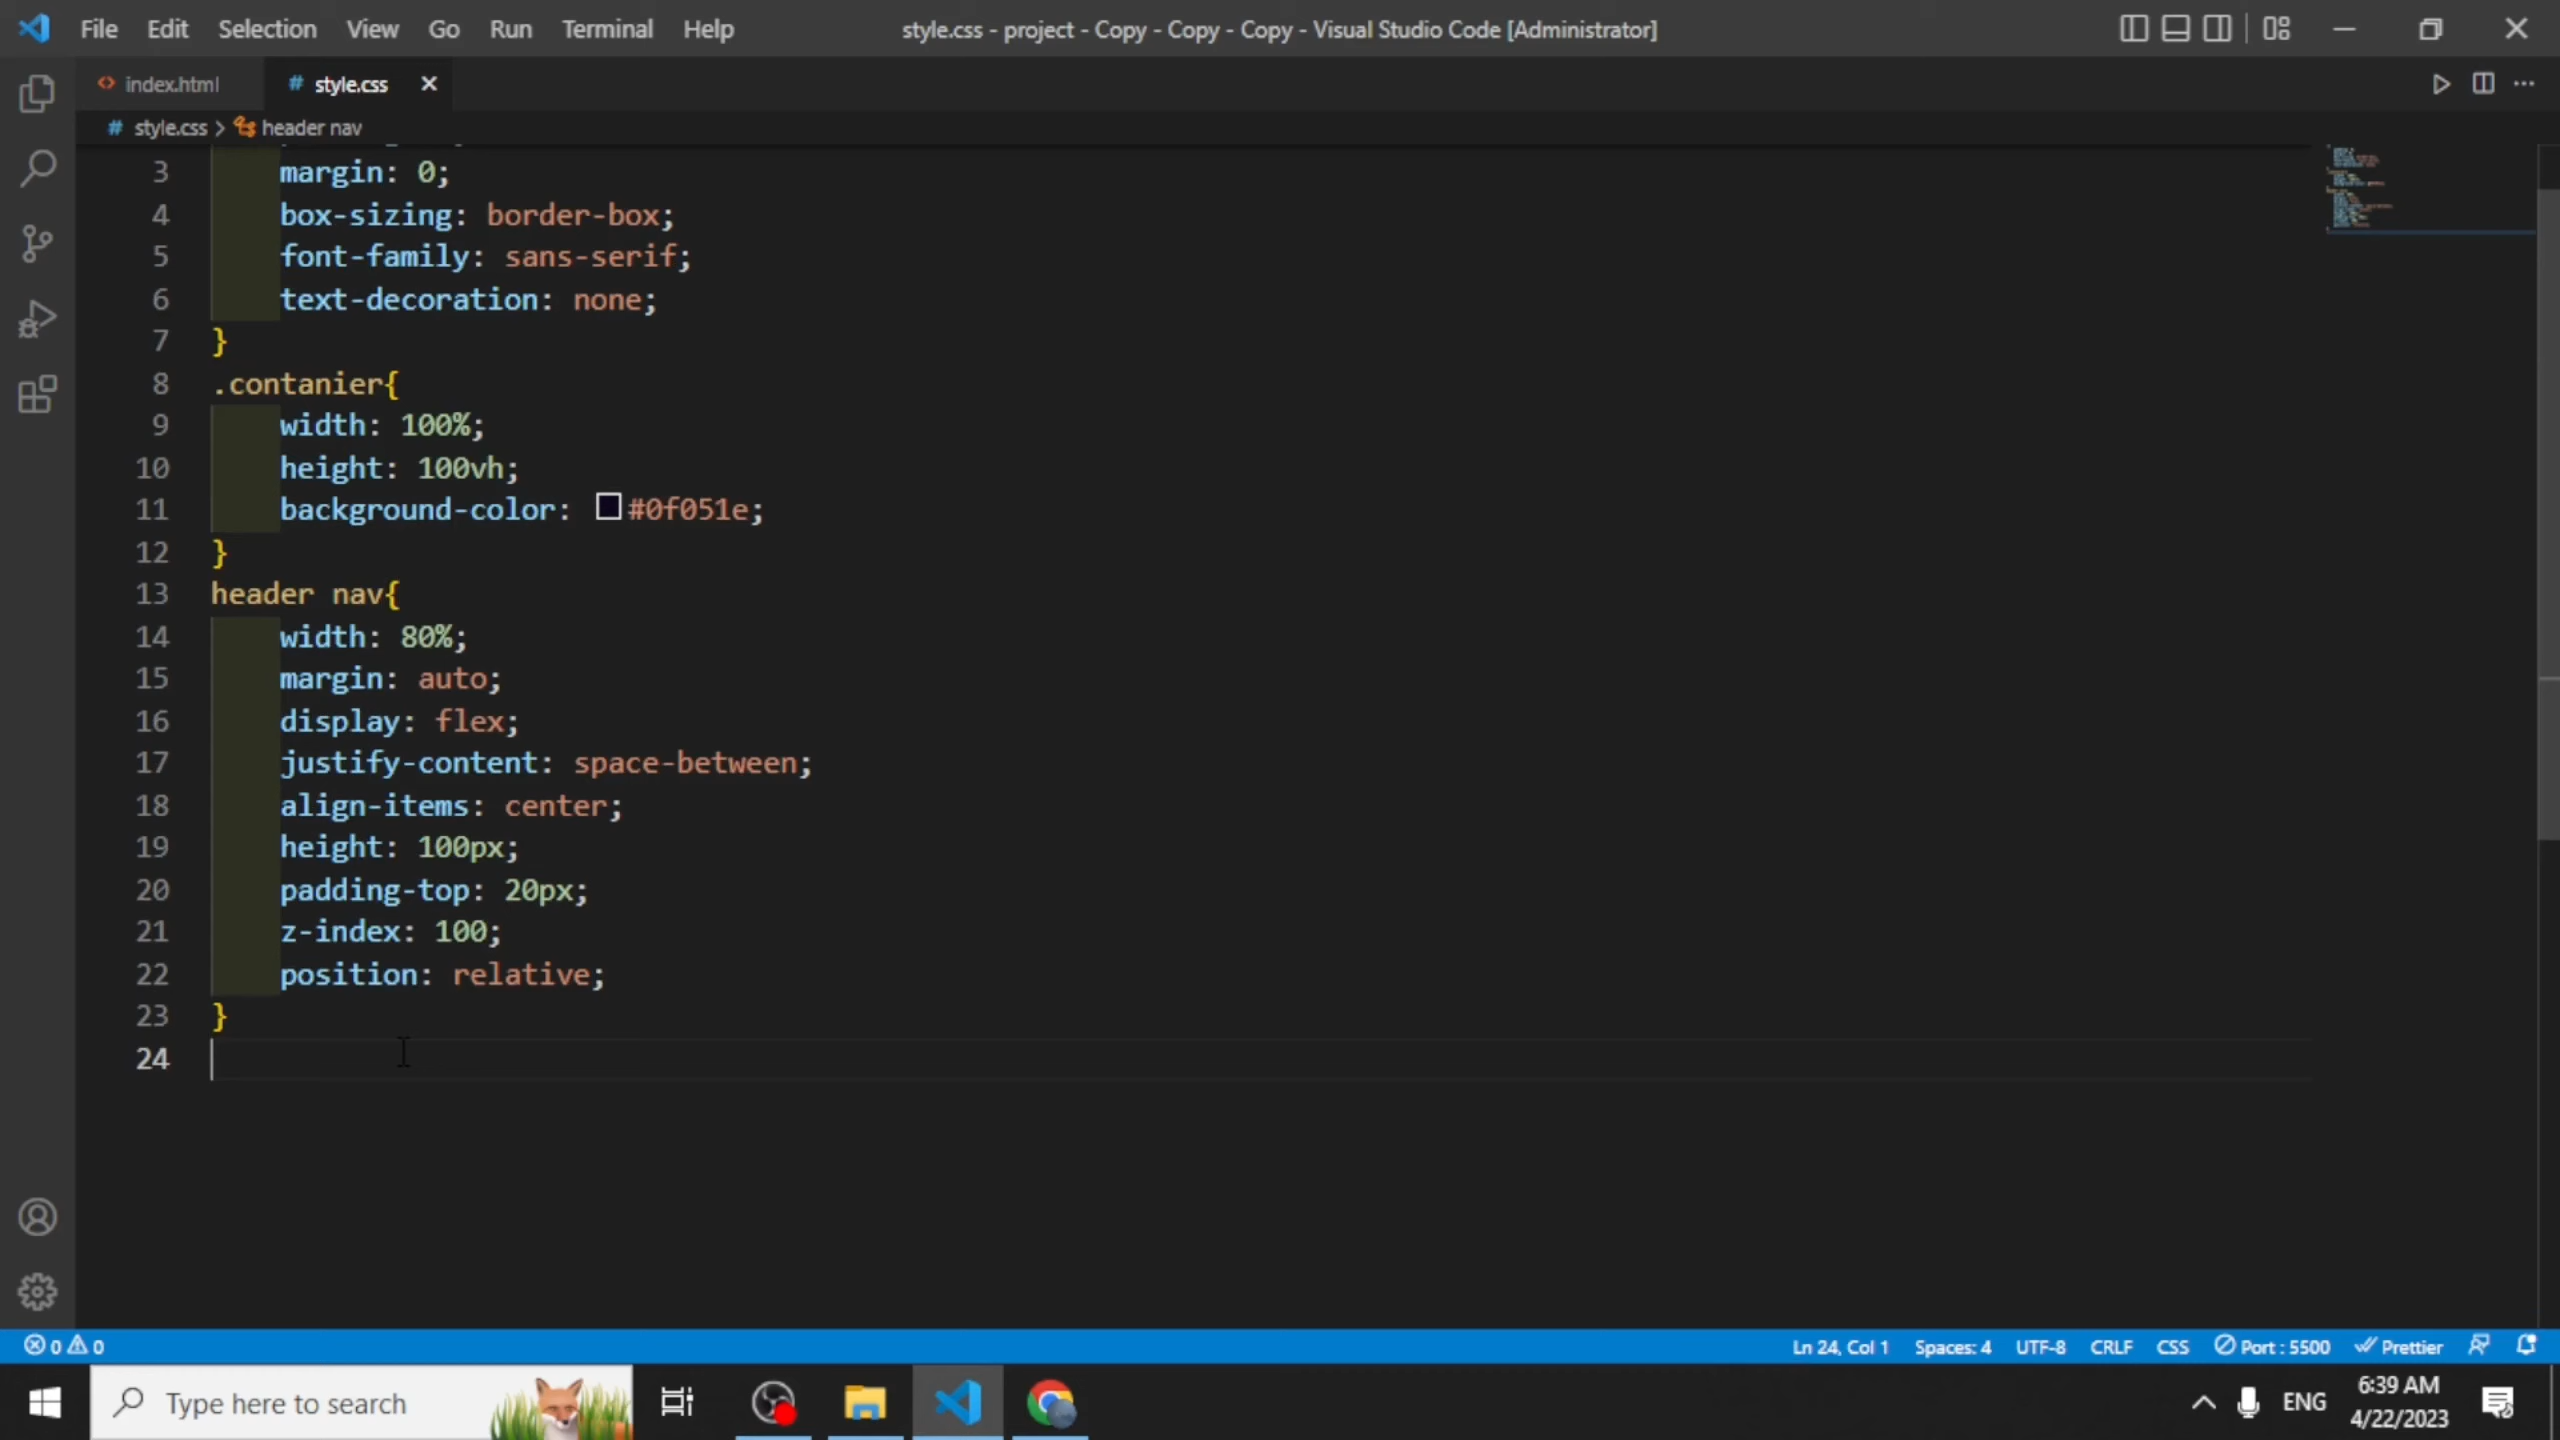 File Edit Selection View Go Run Terminal Help style.css - project - Copy - Copy - Copy - Visual Studio Code [Administrator]
<> index.html # style.css ×
# style.css > header nav
3 margin: 0;
4 box-sizing: border-box;
5 font-family: sans-serif;
6 text-decoration: none;
7 }
8 .contanier{
9 width: 100%;
10 height: 100vh;
11 background-color: #0f051e;
12 }
13 header nav{
14 width: 80%;
15 margin: auto;
16 display: flex;
17 justify-content: space-between;
18 align-items: center;
19 height: 100px;
20 padding-top: 20px;
21 z-index: 100;
22 position: relative;
23 }
24
0 0 Ln 24, Col 1 Spaces: 4 UTF-8 CRLF CSS Port : 5500 Prettier
Type here to search ENG 6:39 AM
4/22/2023